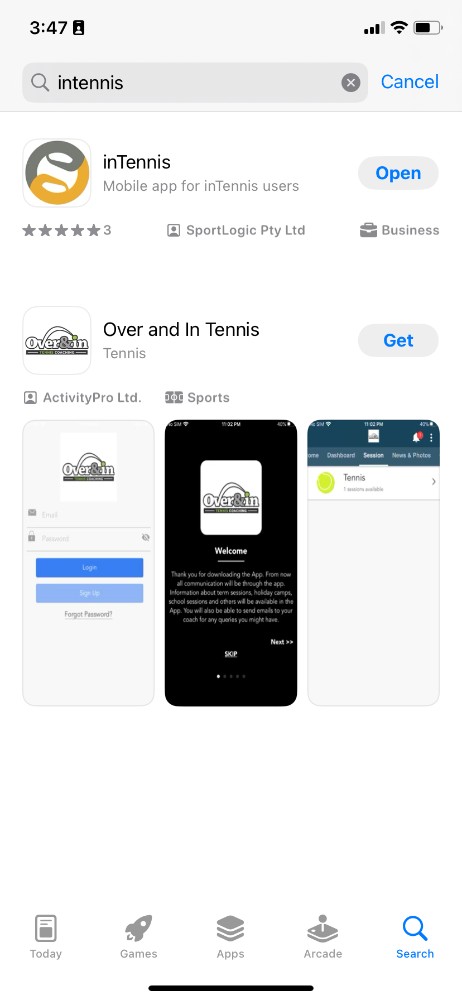 3:47
intennis
Cancel
inTennis
Mobile app for inTennis users
Open
3
SportLogic Pty Ltd
Business
Over&in
TENNIS COACHING
Over and In Tennis
Tennis
Get
ActivityPro Ltd.
Sports
Over&in
TENNIS COACHING
Email
Password
Login
Sign Up
Forgot Password?
No SIM
11:02 PM
40%
Over&in
TENNIS COACHING
Welcome
Thank you for downloading the App. From now
all communication will be through the app.
Information about term sessions, holiday camps,
school sessions and others will be available in the
App. You will also be able to send emails to your
coach for any queries you might have.
Next >>
SKIP
No SIM
11:02 PM
40%
1
ome
Dashboard
Session
News & Photos
Tennis
1 sessions available
Today
Games
Apps
Arcade
Search